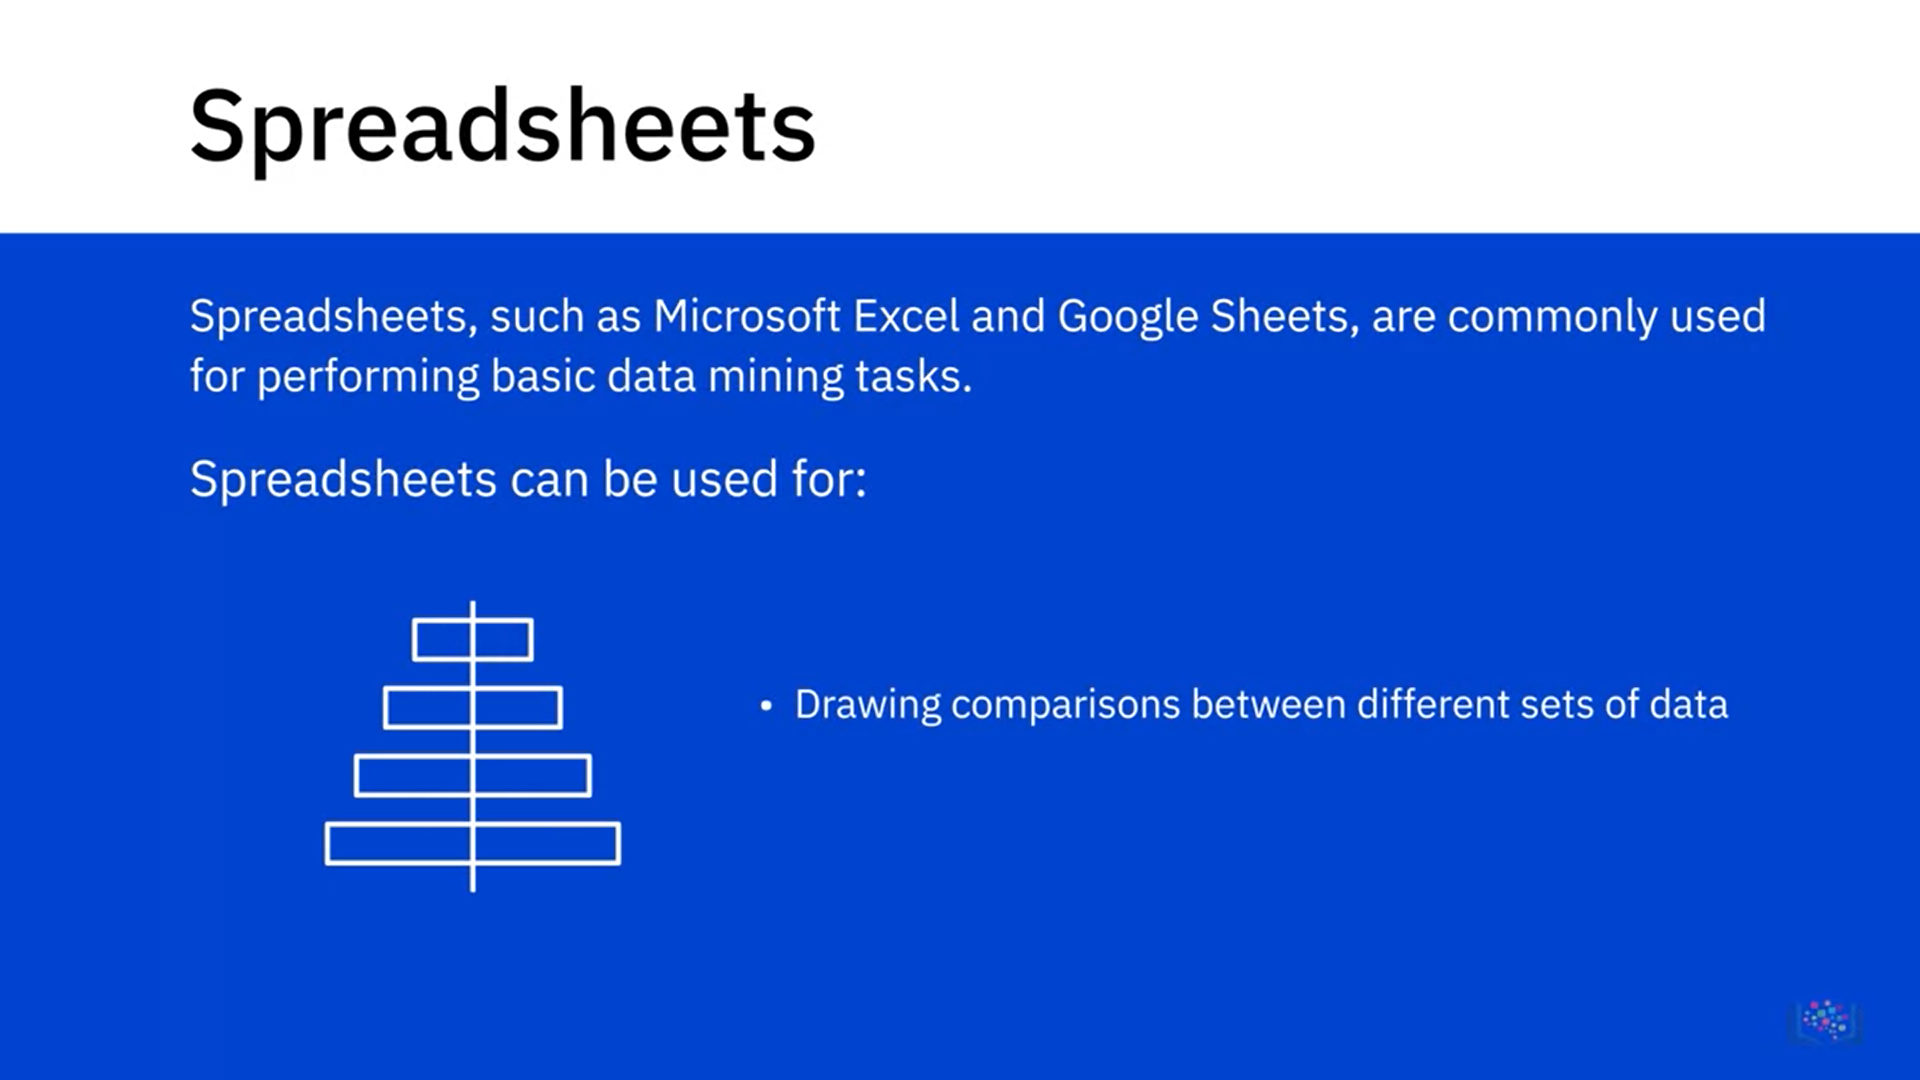 Spreadsheets
Spreadsheets, such as Microsoft Excel and Google Sheets, are commonly used
for performing basic data mining tasks.
Spreadsheets can be used for:
• Drawing comparisons between different sets of data